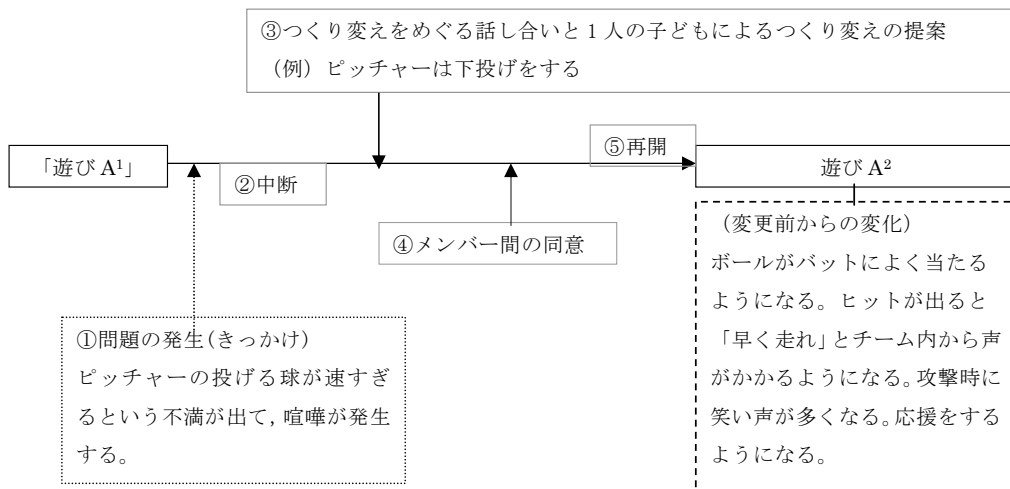 ③つくり変えをめぐる話し合いと1人の子どもによるつくり変えの提案
（例）ピッチャーは下投げをする
⑤再開
「遊びA¹」
遊びA²
②中断
④メンバー間の同意
（変更前からの変化）
ボールがバットによく当たる
ようになる。ヒットが出ると
「早く走れ」とチーム内から声
がかかるようになる。攻撃時に
笑い声が多くなる。応援をする
ようになる。
①問題の発生(きっかけ)
ピッチャーの投げる球が速すぎ
るという不満が出て，喧嘩が発生
する。